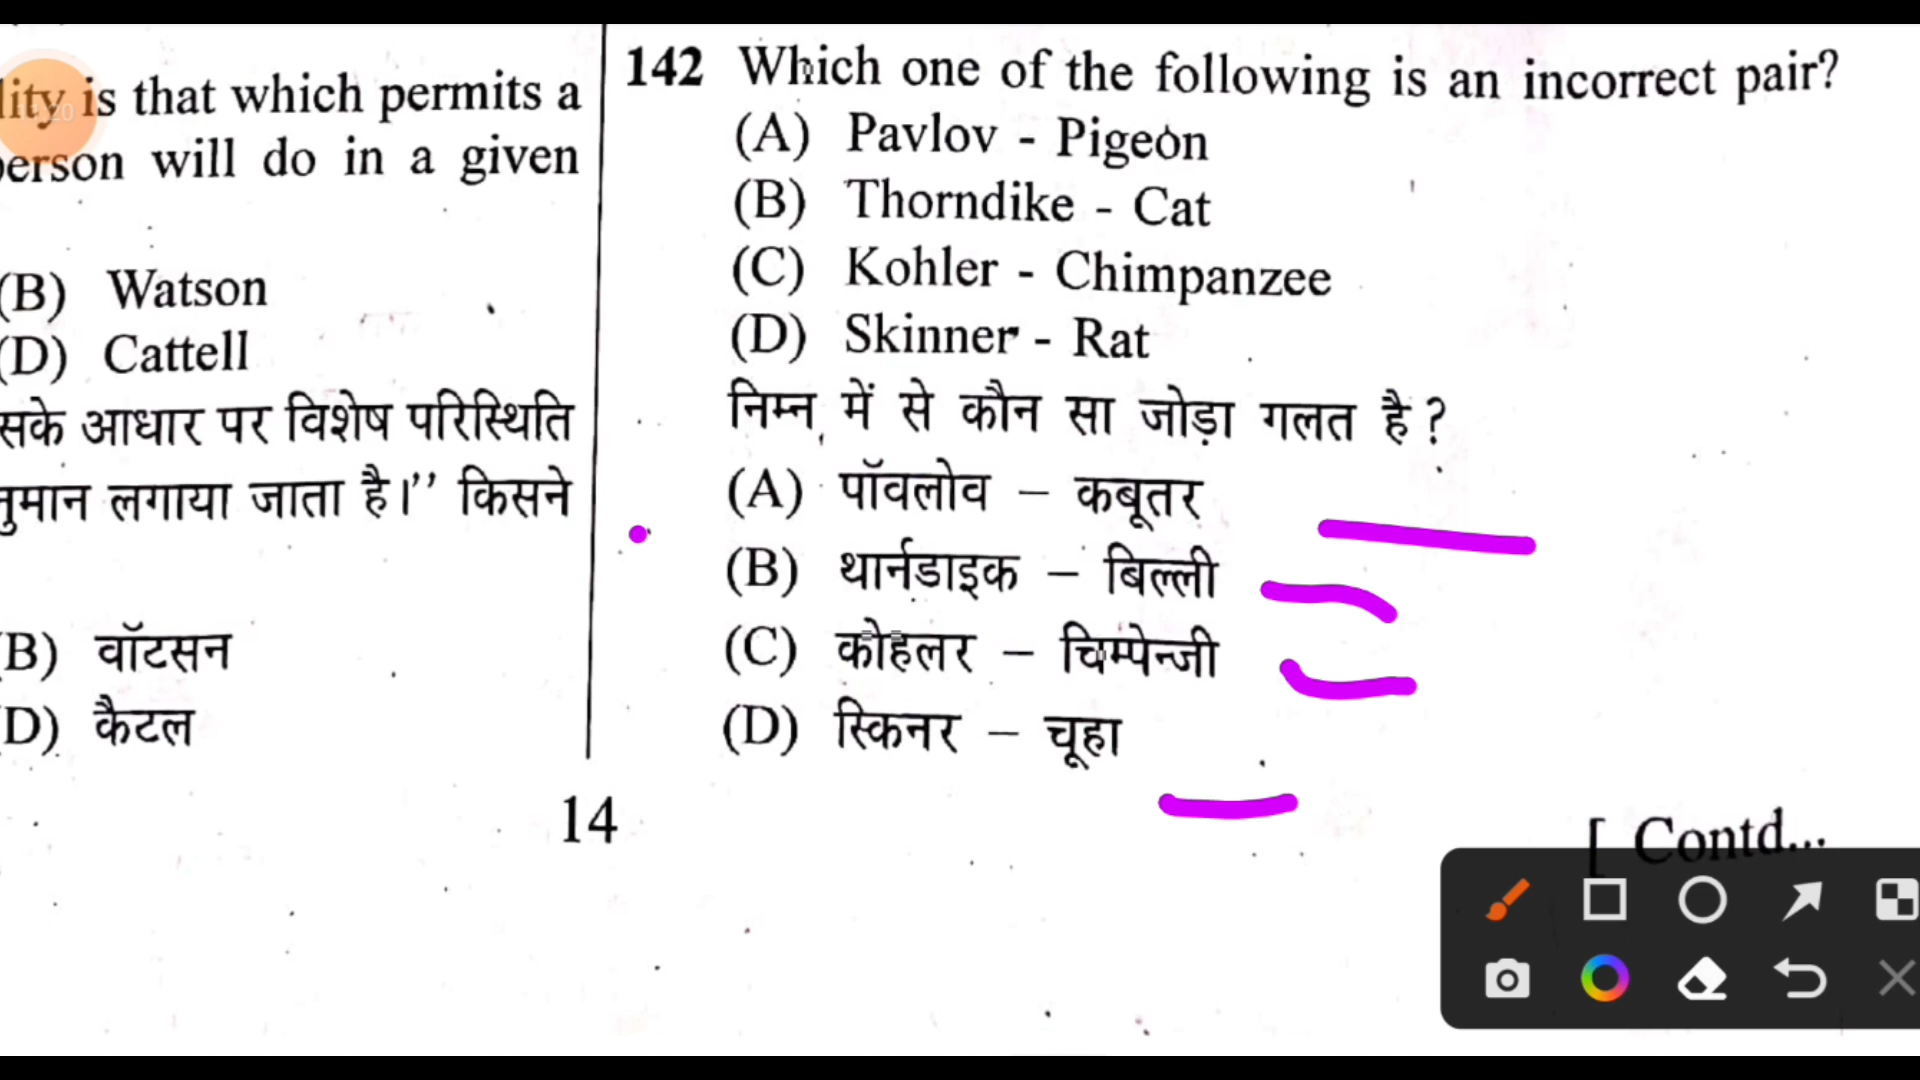 lity is that which permits a
person will do in a given
(B) Watson
(D) Cattell
सके आधार पर विशेष परिस्थिति
नुमान लगाया जाता है।’’ किसने
B) वॉटसन
D) कैटल
142 Which one of the following is an incorrect pair?
(A) Pavlov - Pigeon
(B) Thorndike - Cat
(C) Kohler - Chimpanzee
(D) Skinner - Rat
निम्न में से कौन सा जोड़ा गलत है ?
(A) पॉवलोव – कबूतर
(B) थार्नडाइक – बिल्ली
(C) कोहलर – चिम्पेन्जी
(D) स्किनर – चूहा
14
[ Contd...